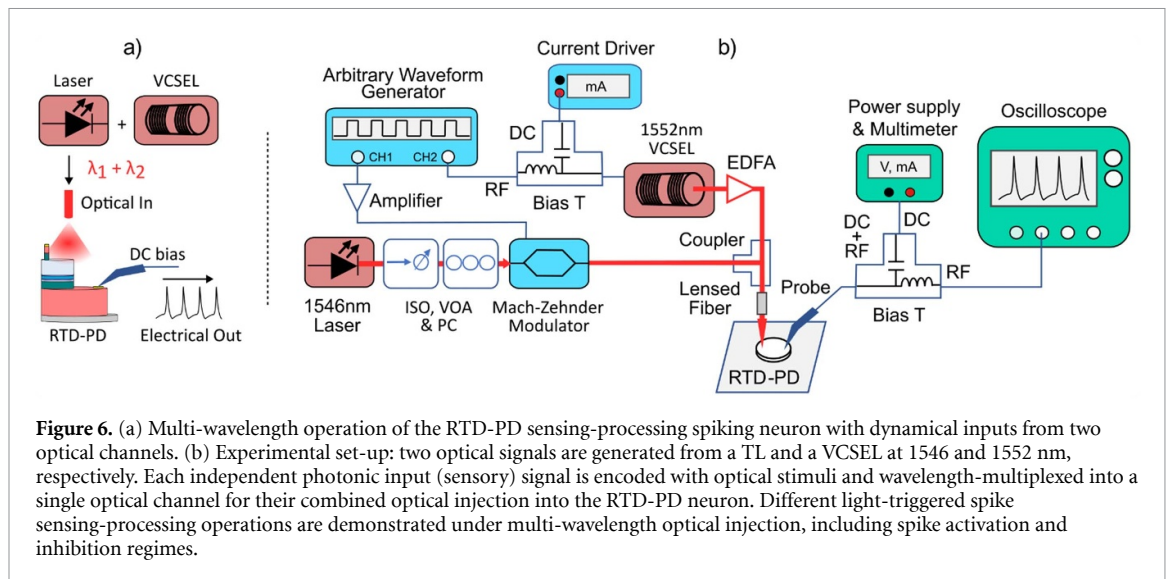 a)
Laser
VCSEL
+
λ1 + λ2
Optical In
DC bias
RTD-PD
Electrical Out
b)
Current Driver
mA
Arbitrary Waveform
Generator
CH1
CH2
DC
RF
Bias T
1552nm
VCSEL
EDFA
Amplifier
Coupler
Lensed
Fiber
Probe
1546nm
Laser
ISO, VOA
& PC
Mach-Zehnder
Modulator
RTD-PD
Power supply
& Multimeter
V, mA
DC
+
RF
DC
RF
Bias T
Oscilloscope
Figure 6. (a) Multi-wavelength operation of the RTD-PD sensing-processing spiking neuron with dynamical inputs from two
optical channels. (b) Experimental set-up: two optical signals are generated from a TL and a VCSEL at 1546 and 1552 nm,
respectively. Each independent photonic input (sensory) signal is encoded with optical stimuli and wavelength-multiplexed into a
single optical channel for their combined optical injection into the RTD-PD neuron. Different light-triggered spike
sensing-processing operations are demonstrated under multi-wavelength optical injection, including spike activation and
inhibition regimes.